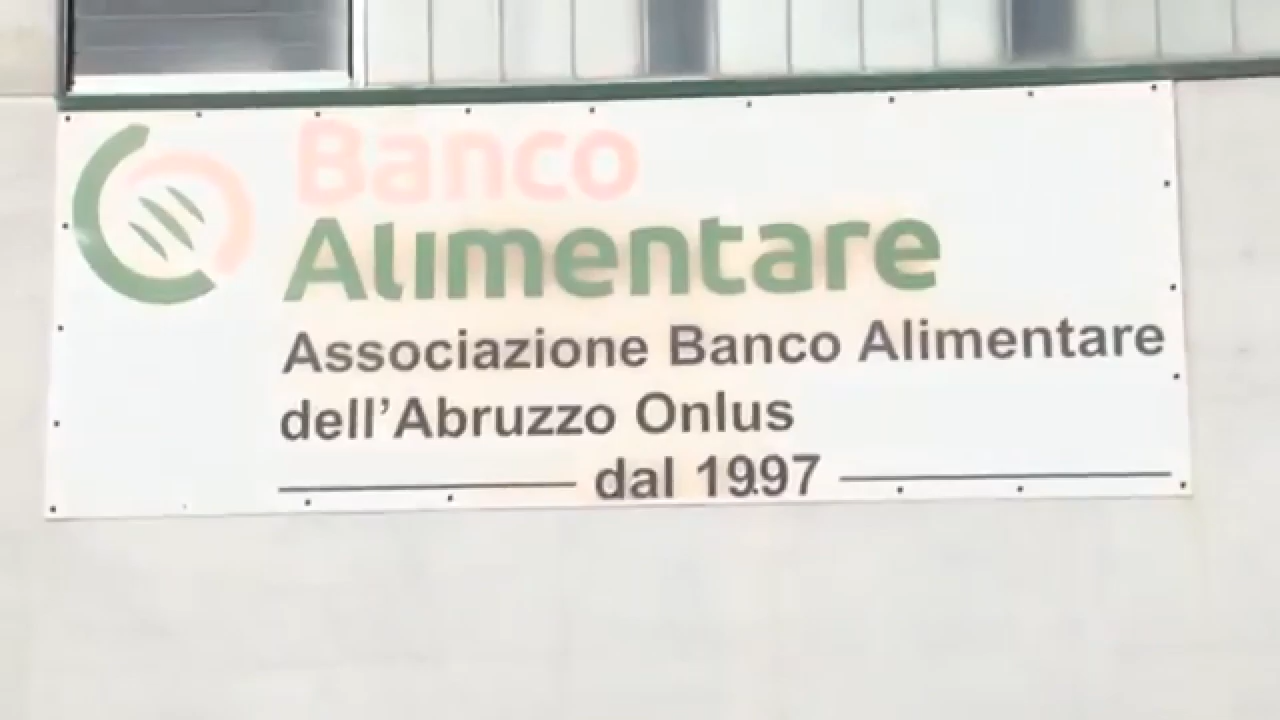 Banco
Alimentare
Associazione Banco Alimentare
dell'Abruzzo Onlus
dal 1997